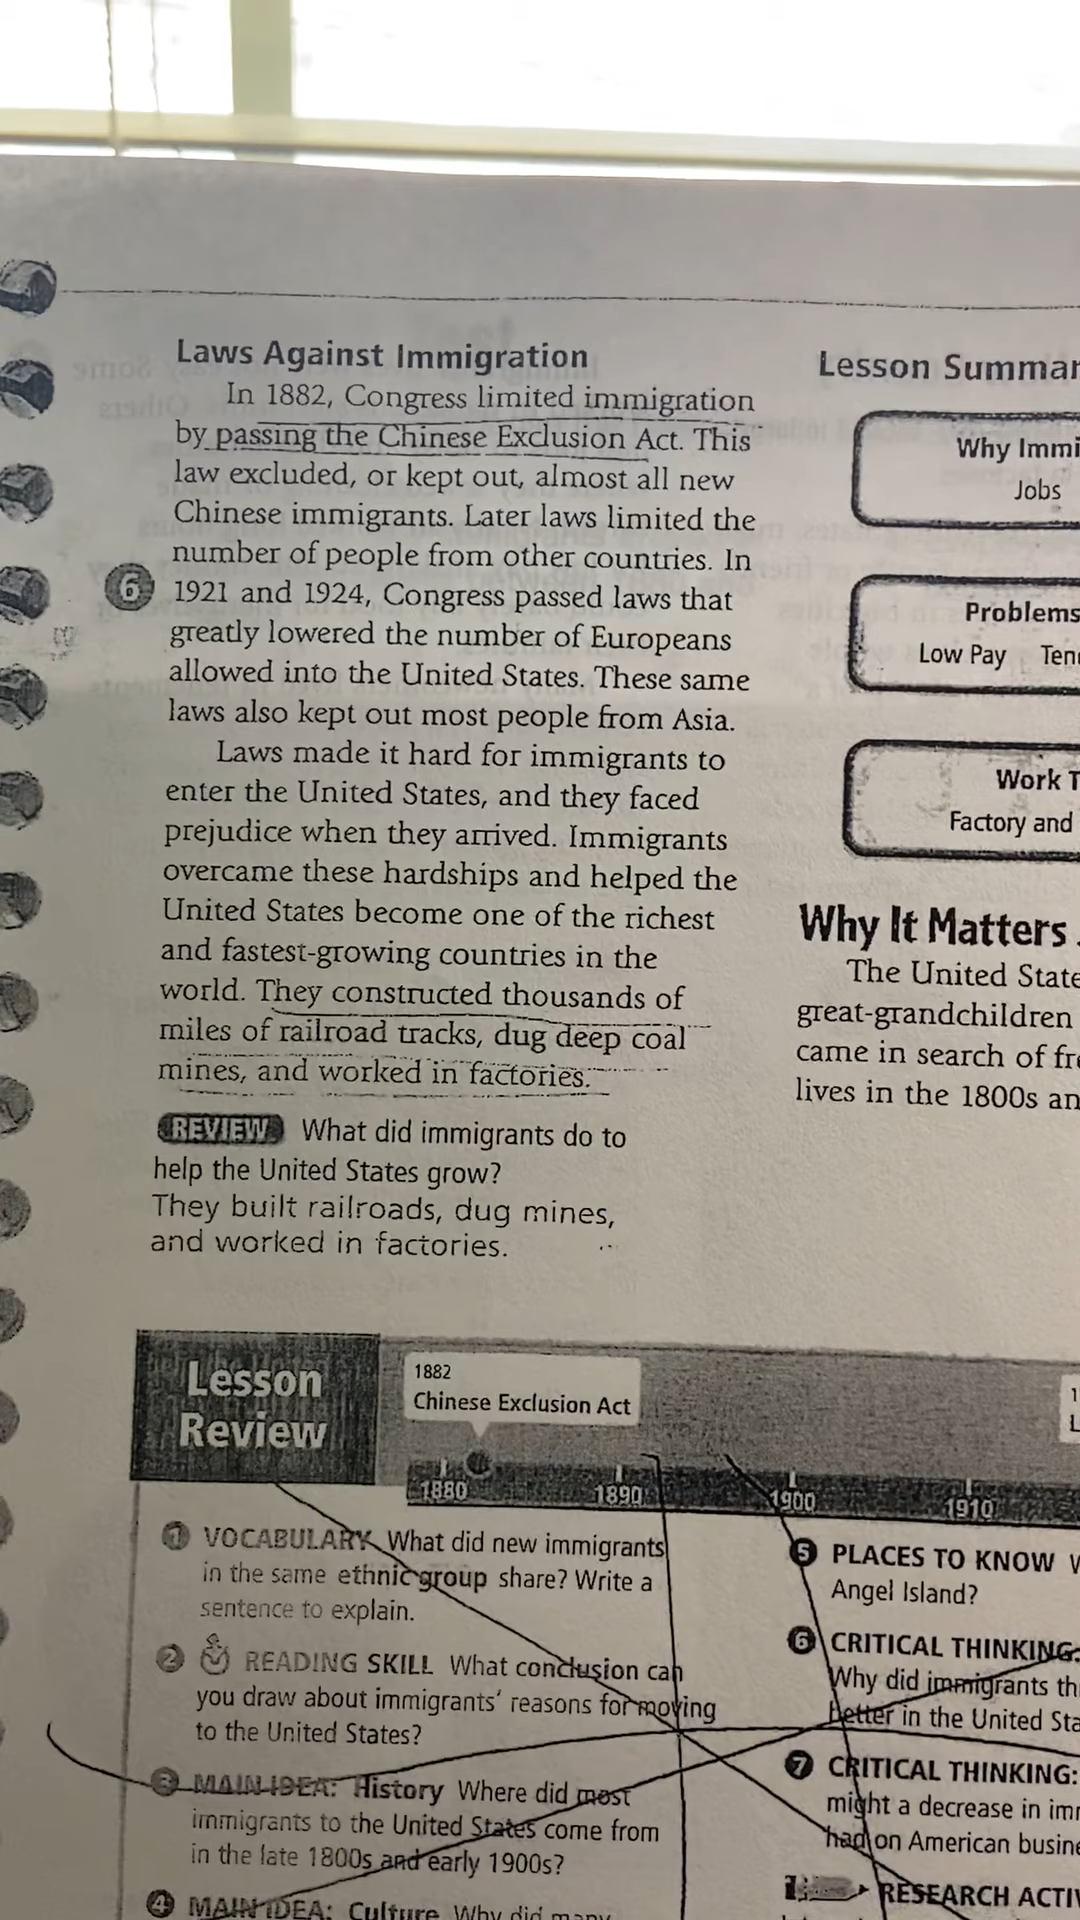 Laws Against Immigration
In 1882, Congress limited immigration
by passing the Chinese Exclusion Act. This
law excluded, or kept out, almost all new
Chinese immigrants. Later laws limited the
number of people from other countries. In
6 1921 and 1924, Congress passed laws that
greatly lowered the number of Europeans
allowed into the United States. These same
laws also kept out most people from Asia.
Laws made it hard for immigrants to
enter the United States, and they faced
prejudice when they arrived. Immigrants
overcame these hardships and helped the
United States become one of the richest
and fastest-growing countries in the
world. They constructed thousands of
miles of railroad tracks, dug deep coal
mines, and worked in factories.
REVIEW What did immigrants do to
help the United States grow?
They built railroads, dug mines,
and worked in factories.
Lesson
Why
Jobs
Problems
Low Pay
Work
Factory and
Why It Matters
The United
great-grandchildren
came in search of
lives in the 1800s
Lesson
Review
1882
Chinese Exclusion Act
1880
1890
1900
1910
1 VOCABULARY What did new immigrants
in the same ethnic group share? Write a
sentence to explain.
2 READING SKILL What conclusion can
you draw about immigrants' reasons for moving
to the United States?
3 MAIN IDEA: History Where did most
immigrants to the United States come from
in the late 1800s and early 1900s?
4 MAIN IDEA: Culture Why did many
5 PLACES TO KNOW
Angel Island?
6 CRITICAL THINKING:
Why did immigrants
better in the United
7 CRITICAL THINKING:
might a decrease in
had on American
RESEARCH